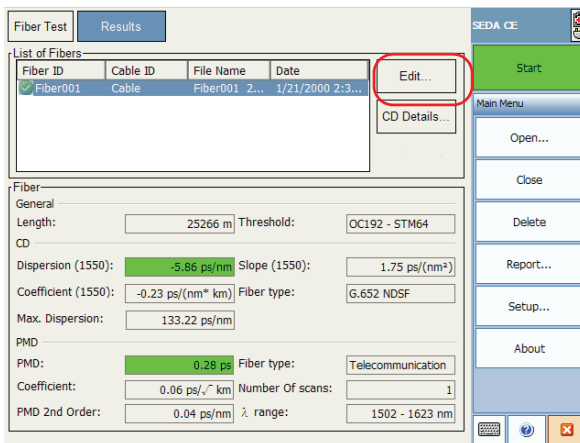 Fiber Test Results
List of Fibers
Fiber ID Cable ID File Name Date
Fiber001 Cable Fiber001 2... 1/21/2000 2:3...
Edit...
CD Details...
Fiber
General
Length: 25266 m Threshold: OC192 - STM64
CD
Dispersion (1550): -5.86 ps/nm Slope (1550): 1.75 ps/(nm²)
Coefficient (1550): -0.23 ps/(nm* km) Fiber type: G.652 NDSF
Max. Dispersion: 133.22 ps/nm
PMD
PMD: 0.28 ps Fiber type: Telecommunication
Coefficient: 0.06 ps/√ km Number Of scans: 1
PMD 2nd Order: 0.04 ps/nm λ range: 1502 - 1623 nm
SEDA CE
Start
Main Menu
Open...
Close
Delete
Report...
Setup...
About